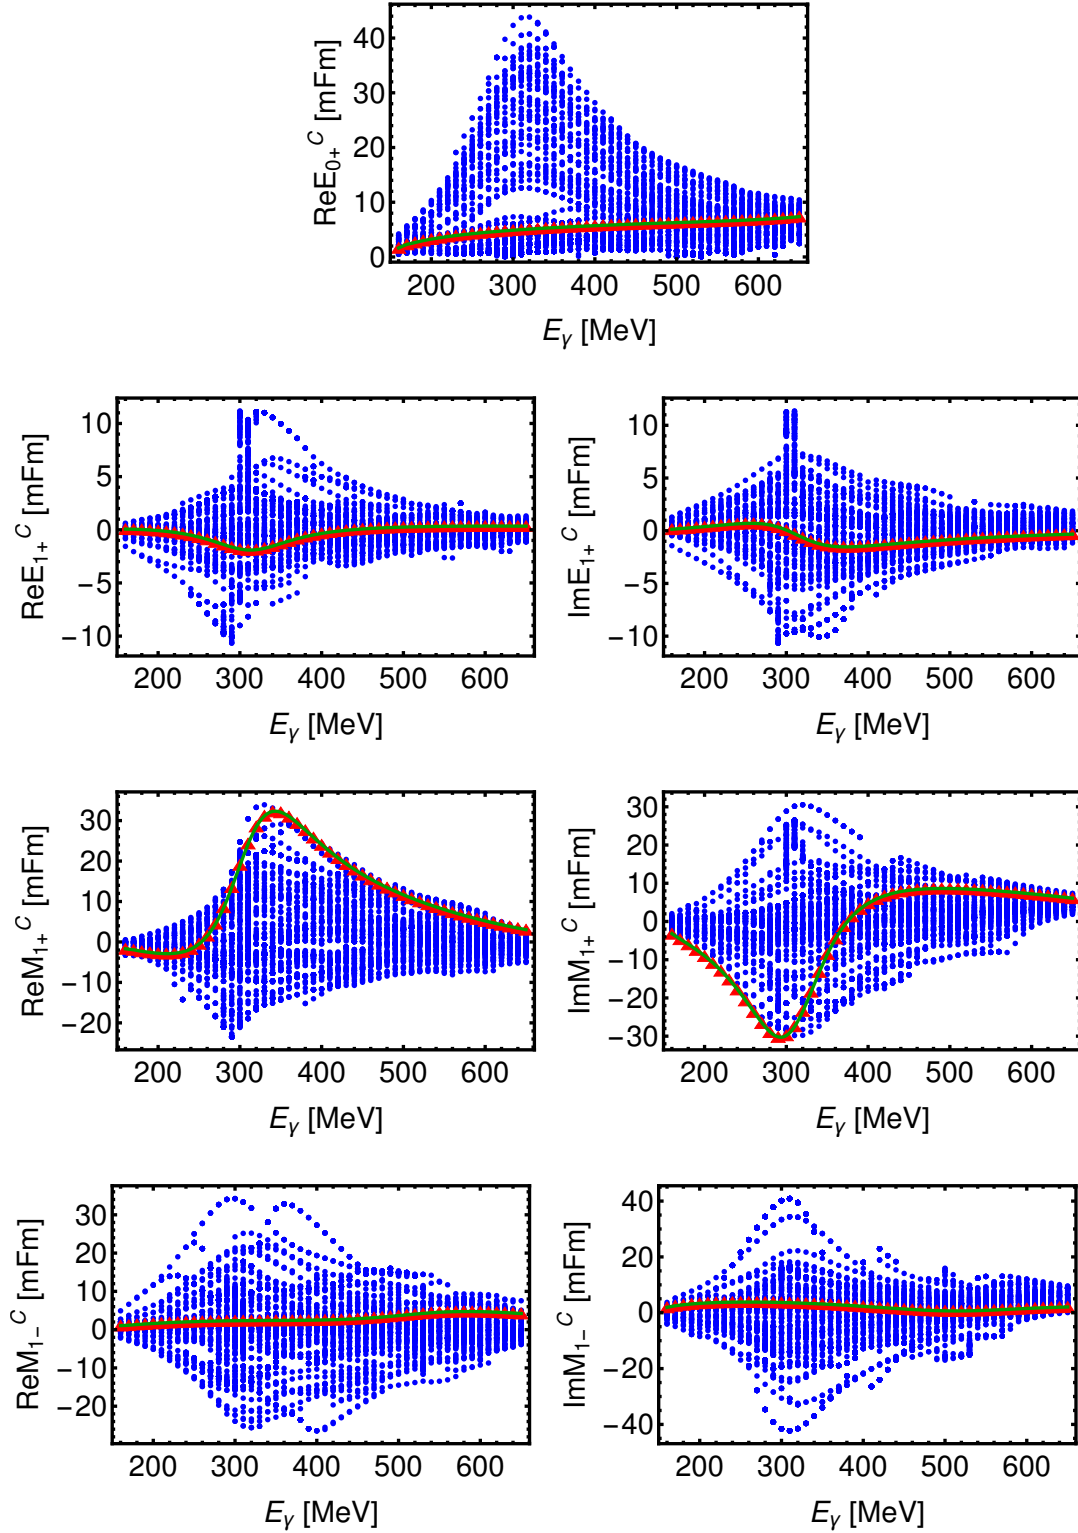 ReE₀₊ᶜ [mFm]
40
30
20
10
0
200 300 400 500 600
Eγ [MeV]
ReE₁₊ᶜ [mFm]
10
5
0
−5
−10
200 300 400 500 600
Eγ [MeV]
ImE₁₊ᶜ [mFm]
10
5
0
−5
−10
200 300 400 500 600
Eγ [MeV]
ReM₁₊ᶜ [mFm]
30
20
10
0
−10
−20
200 300 400 500 600
Eγ [MeV]
ImM₁₊ᶜ [mFm]
30
20
10
0
−10
−20
−30
200 300 400 500 600
Eγ [MeV]
ReM₁₋ᶜ [mFm]
30
20
10
0
−10
−20
200 300 400 500 600
Eγ [MeV]
ImM₁₋ᶜ [mFm]
40
20
0
−20
−40
200 300 400 500 600
Eγ [MeV]